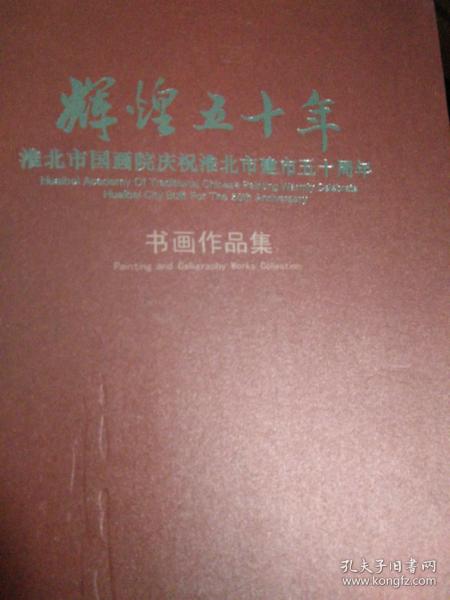 辉煌五十年
淮北市国画院庆祝淮北市建市五十周年
Huaibei Academy Of Traditional Chinese Painting Warmly Celebrate
Huaibei City Built For The 50th Anniversary
书画作品集
Painting and Calligraphy Works Collection
孔夫子旧书网
www.kongfz.com